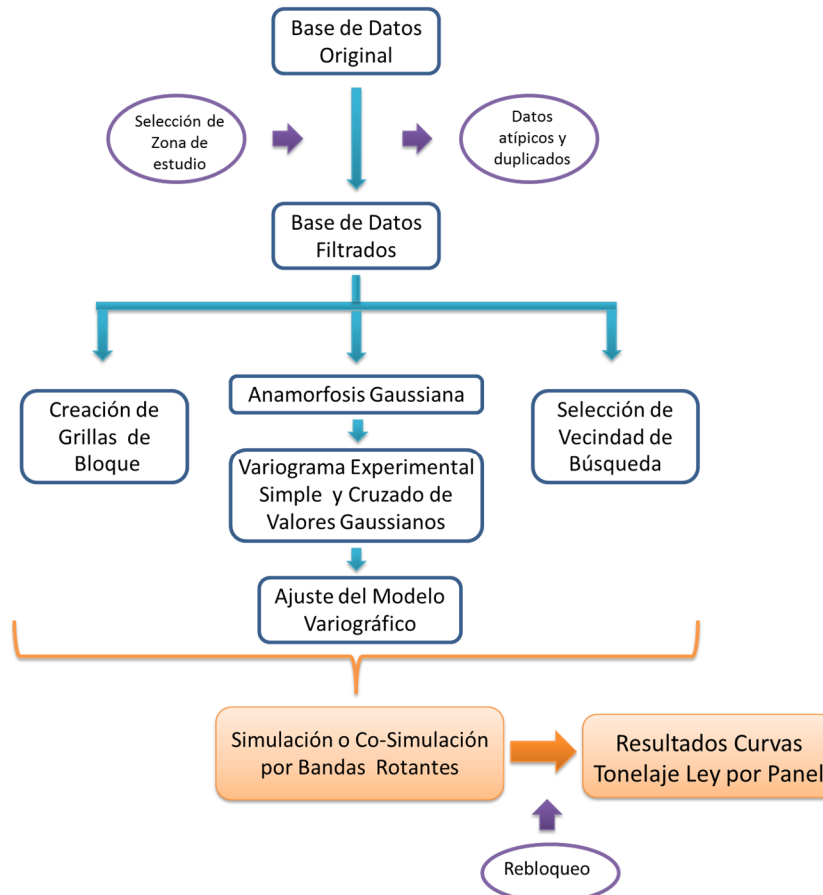 Base de Datos
Original
Selección de
Zona de
estudio
Datos
atípicos y
duplicados
Base de Datos
Filtrados
Creación de
Grillas de
Bloque
Anamorfosis Gaussiana
Variograma Experimental
Simple y Cruzado de
Valores Gaussianos
Ajuste del Modelo
Variográfico
Selección de
Vecindad de
Búsqueda
Simulación o Co-Simulación
por Bandas Rotantes
Resultados Curvas
Tonelaje Ley por Panel
Rebloqueo